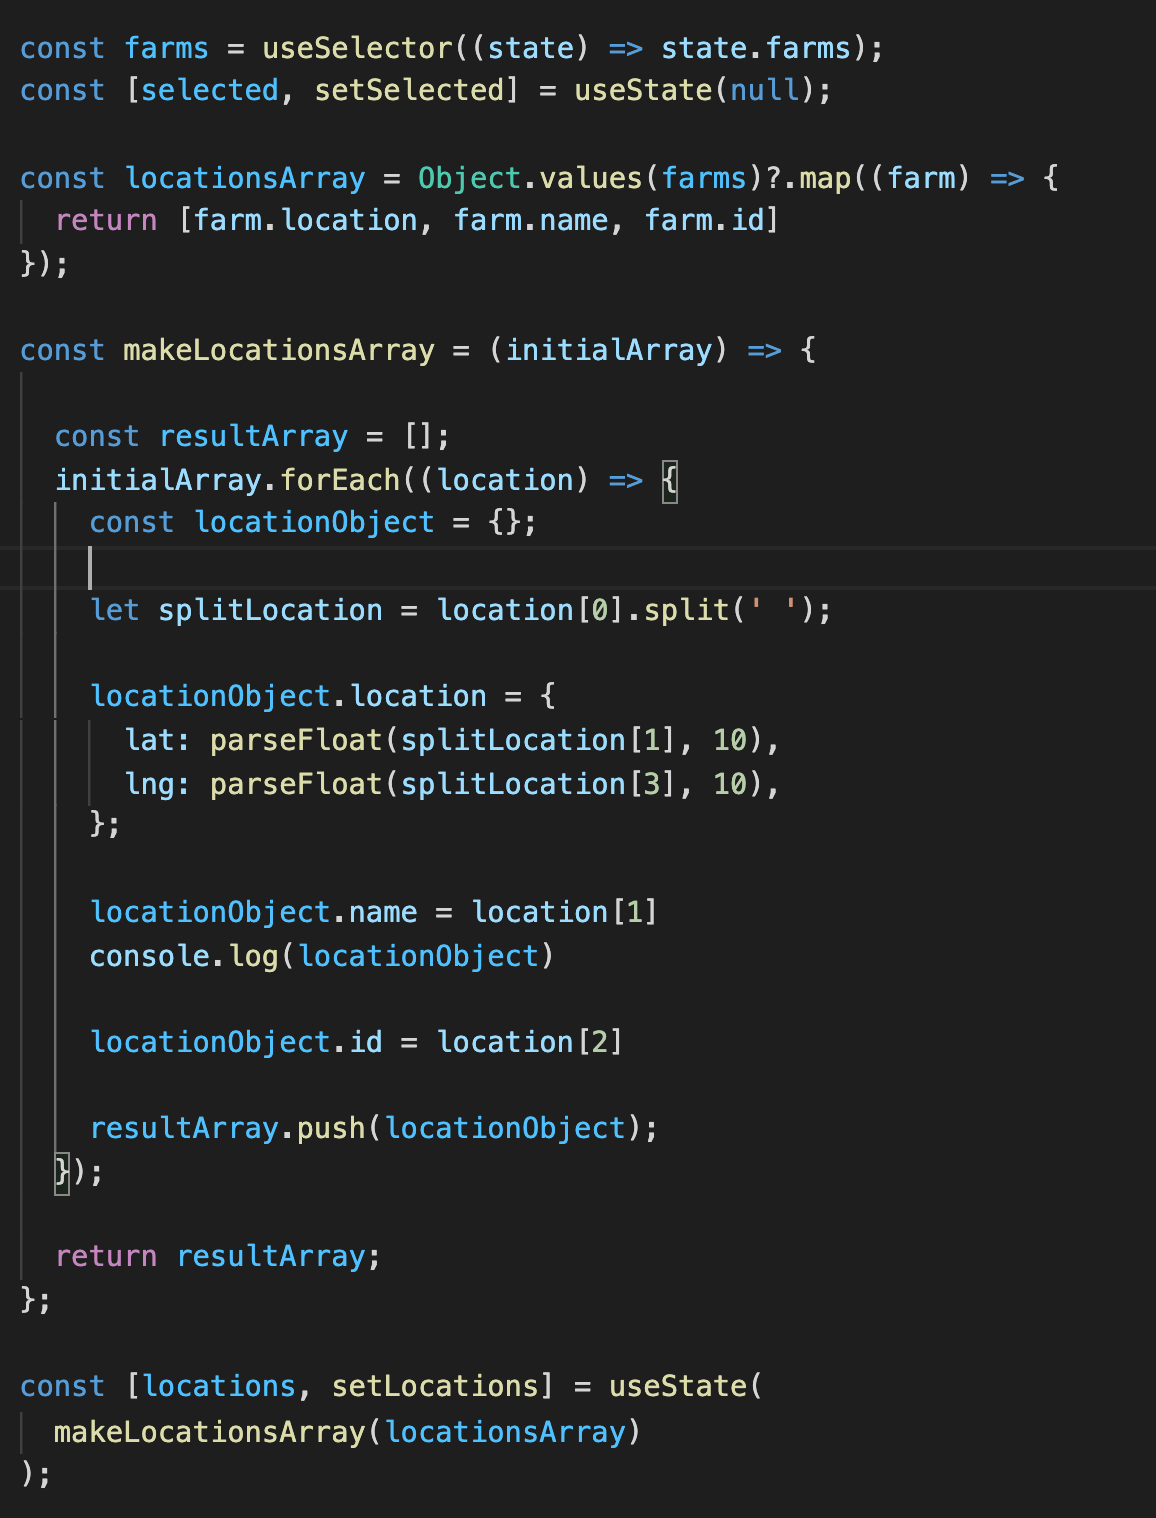 const farms = useSelector((state) => state.farms);
const [selected, setSelected] = useState(null);
const locationsArray = Object.values(farms)?.map((farm) => {
return [farm.location, farm.name, farm.id]
});
const makeLocationsArray = (initialArray) => {
const resultArray = [];
initialArray.forEach((location) => {
const locationObject = {};
let splitLocation = location[0].split(' ');
locationObject.location = {
lat: parseFloat(splitLocation[1], 10),
lng: parseFloat(splitLocation[3], 10),
};
locationObject.name = location[1]
console.log(locationObject)
locationObject.id = location[2]
resultArray.push(locationObject);
});
return resultArray;
};
const [locations, setLocations] = useState(
makeLocationsArray(locationsArray)
);